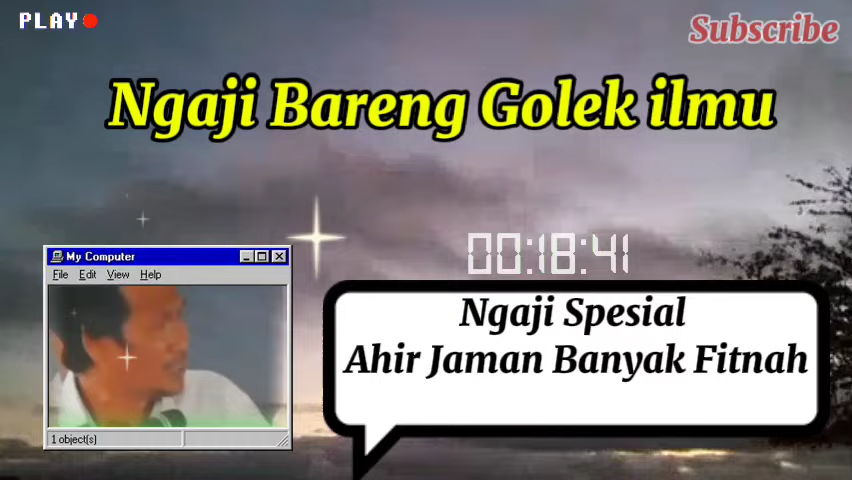 PLAY
Subscribe
Ngaji Bareng Golek ilmu
00:18:41
My Computer
File Edit View Help
Ngaji Spesial
Ahir Jaman Banyak Fitnah
1 object(s)